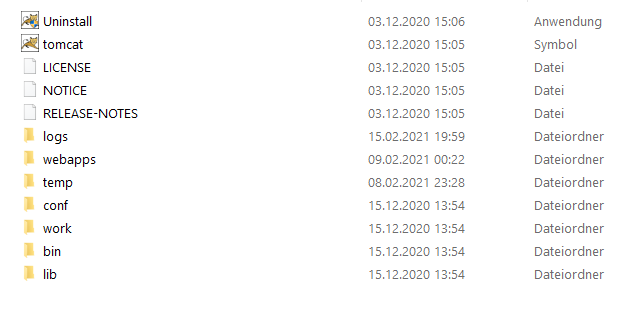 Uninstall 03.12.2020 15:06 Anwendung
tomcat 03.12.2020 15:05 Symbol
LICENSE 03.12.2020 15:05 Datei
NOTICE 03.12.2020 15:05 Datei
RELEASE-NOTES 03.12.2020 15:05 Datei
logs 15.02.2021 19:59 Dateiordner
webapps 09.02.2021 00:22 Dateiordner
temp 08.02.2021 23:28 Dateiordner
conf 15.12.2020 13:54 Dateiordner
work 15.12.2020 13:54 Dateiordner
bin 15.12.2020 13:54 Dateiordner
lib 15.12.2020 13:54 Dateiordner